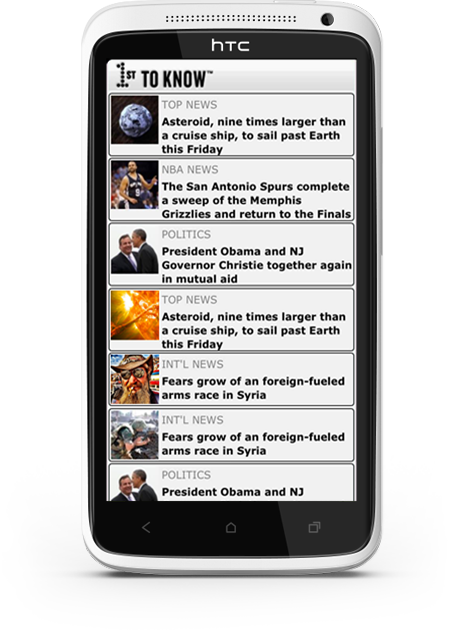 hTC
1ST TO KNOW™
TOP NEWS
Asteroid, nine times larger than
a cruise ship, to sail past Earth
this Friday
NBA NEWS
The San Antonio Spurs complete
a sweep of the Memphis
Grizzlies and return to the Finals
POLITICS
President Obama and NJ
Governor Christie together again
in mutual aid
TOP NEWS
Asteroid, nine times larger than
a cruise ship, to sail past Earth
this Friday
INT'L NEWS
Fears grow of an foreign-fueled
arms race in Syria
INT'L NEWS
Fears grow of an foreign-fueled
arms race in Syria
POLITICS
President Obama and NJ